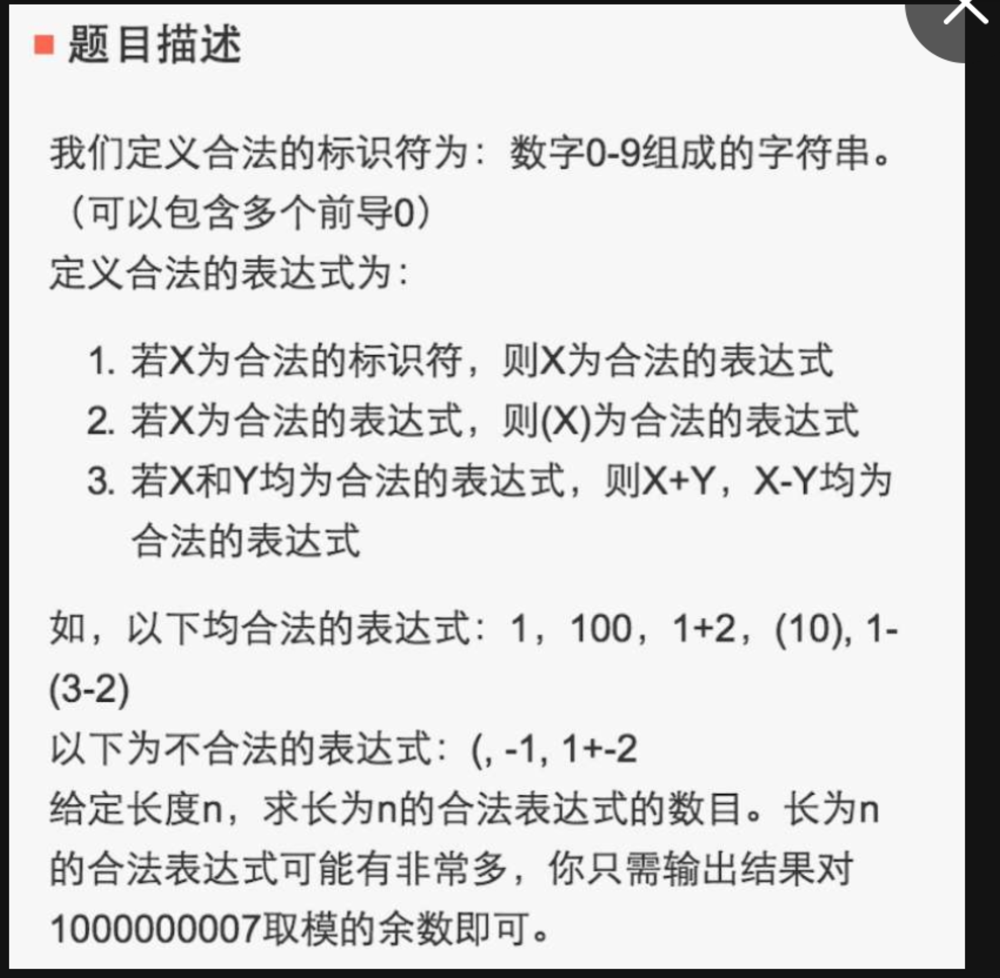 题目描述
我们定义合法的标识符为：数字0-9组成的字符串。
（可以包含多个前导0）
定义合法的表达式为：
1. 若X为合法的标识符，则X为合法的表达式
2. 若X为合法的表达式，则(X)为合法的表达式
3. 若X和Y均为合法的表达式，则X+Y，X-Y均为
合法的表达式
如，以下均合法的表达式：1，100，1+2，(10), 1-
(3-2)
以下为不合法的表达式：(, -1, 1+-2
给定长度n，求长为n的合法表达式的数目。长为n
的合法表达式可能有非常多，你只需输出结果对
1000000007取模的余数即可。